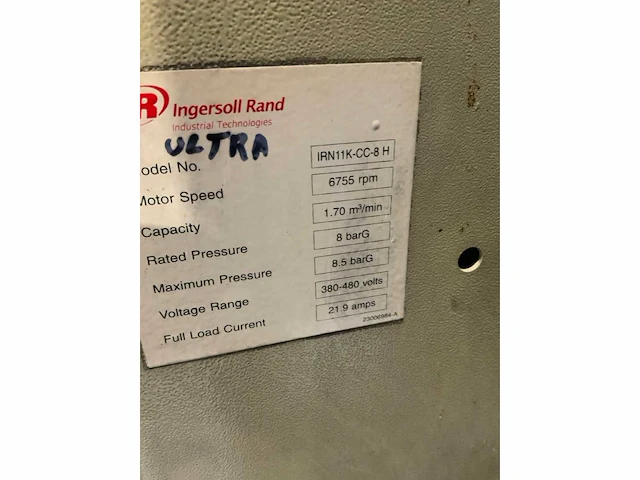 R Ingersoll Rand
Industrial Technologies
ULTRA
odel No. IRN11K-CC-8 H
Motor Speed 6755 rpm
Capacity 1.70 m³/min
Rated Pressure 8 barG
Maximum Pressure 8.5 barG
Voltage Range 380-480 volts
Full Load Current 21.9 amps
23006984-A